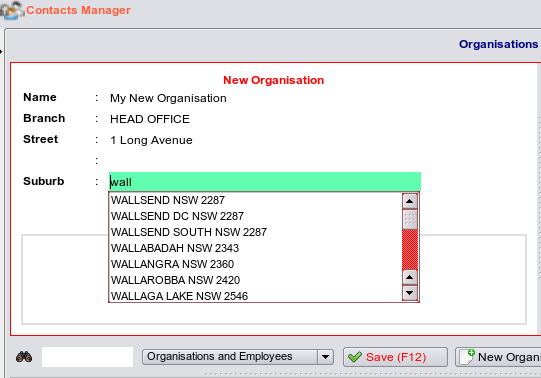 Contacts Manager
Organisations
New Organisation
Name : My New Organisation
Branch : HEAD OFFICE
Street : 1 Long Avenue
:
Suburb : wall
WALLSEND NSW 2287
WALLSEND DC NSW 2287
WALLSEND SOUTH NSW 2287
WALLABADAH NSW 2343
WALLANGRA NSW 2360
WALLAROBBA NSW 2420
WALLAGA LAKE NSW 2546
Organisations and Employees Save (F12) New Organi